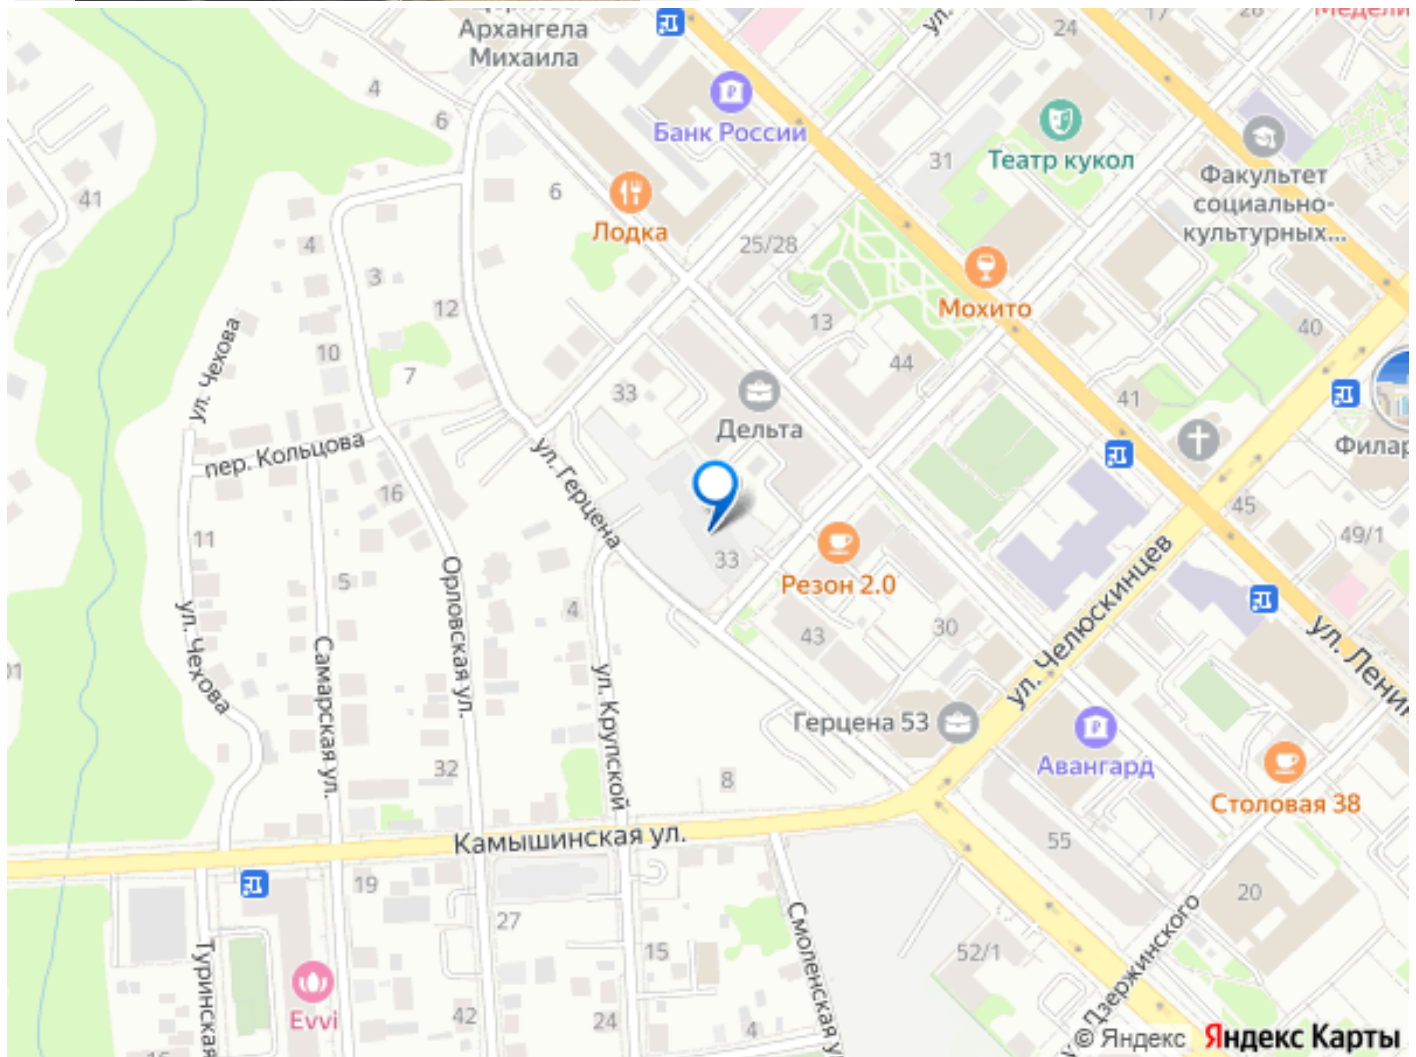 Архангела
Михаила
ул.
24
17
28
Медели
4
6
Банк России
31
Театр кукол
Факультет
социально-
культурных...
41
6
Лодка
25/28
4
3
12
Мохито
13
40
ул. Чехова
10
7
33
44
41
Дельта
Филар
пер. Кольцова
ул. Герцена
16
45
49/1
11
33
Резон 2.0
5
Орловская ул.
4
43
30
ул. Челюскинцев
ул. Ленин
ул. Чехова
Самарская ул.
ул. Крупской
Герцена 53
32
8
Авангард
Столовая 38
Камышинская ул.
55
19
20
27
Смоленская у
Туринская
15
52/1
Дзержинского
Evvi
42
24
4
© Яндекс Яндекс Карты